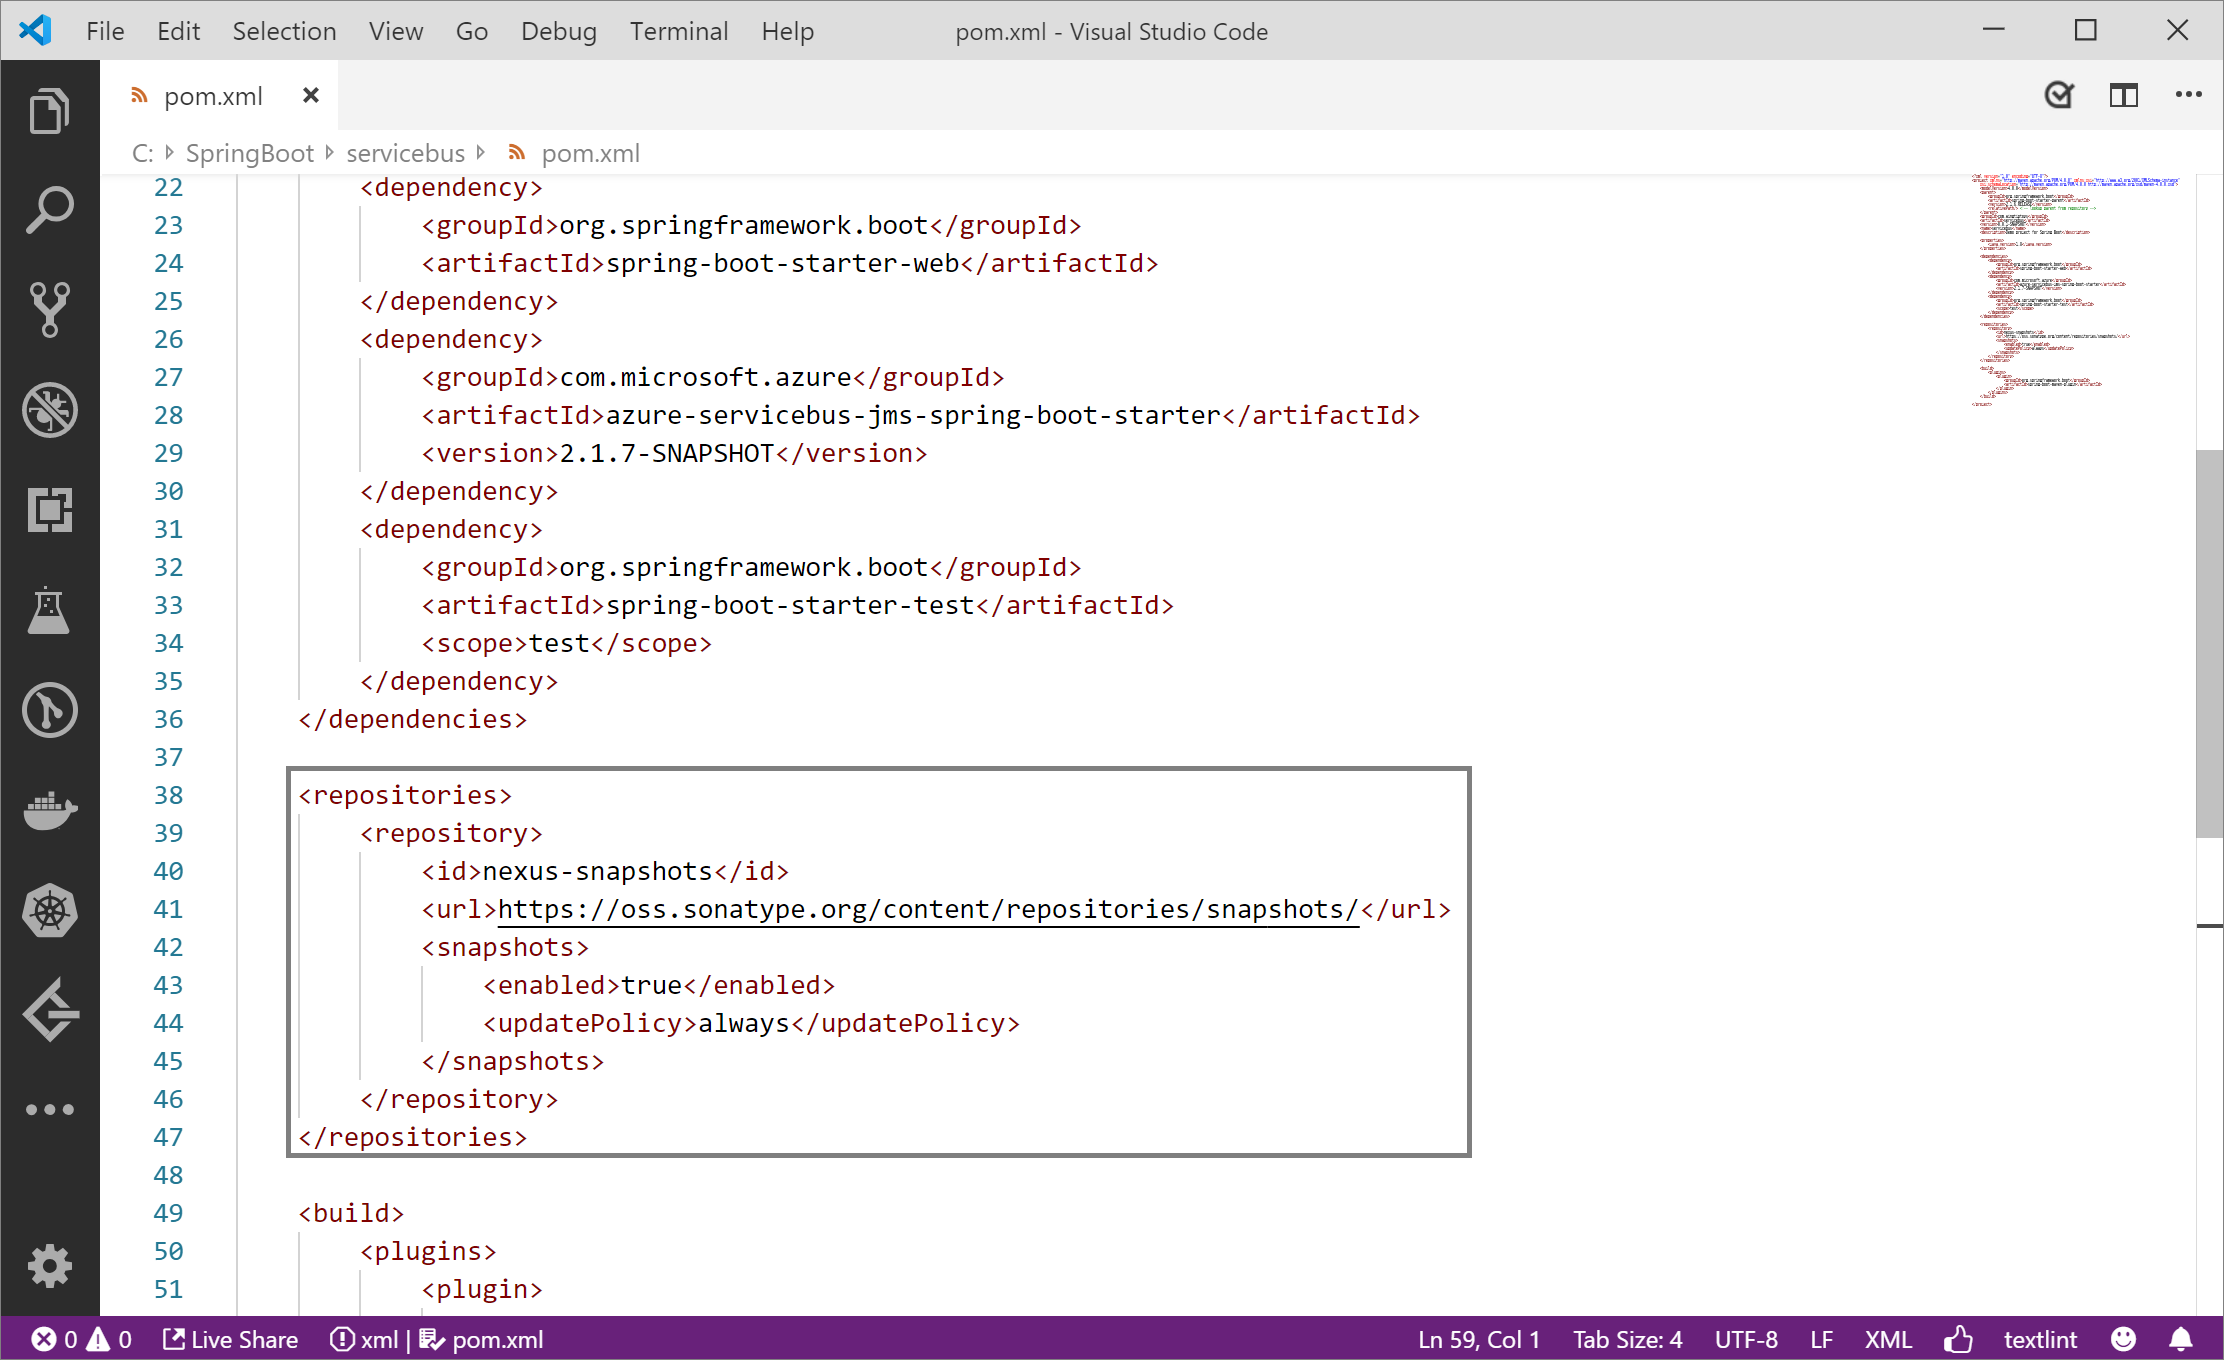 File Edit Selection View Go Debug Terminal Help pom.xml - Visual Studio Code
pom.xml
C: SpringBoot servicebus pom.xml
22 <dependency>
23 <groupId>org.springframework.boot</groupId>
24 <artifactId>spring-boot-starter-web</artifactId>
25 </dependency>
26 <dependency>
27 <groupId>com.microsoft.azure</groupId>
28 <artifactId>azure-servicebus-jms-spring-boot-starter</artifactId>
29 <version>2.1.7-SNAPSHOT</version>
30 </dependency>
31 <dependency>
32 <groupId>org.springframework.boot</groupId>
33 <artifactId>spring-boot-starter-test</artifactId>
34 <scope>test</scope>
35 </dependency>
36 </dependencies>
37
38 <repositories>
39 <repository>
40 <id>nexus-snapshots</id>
41 <url>https://oss.sonatype.org/content/repositories/snapshots/</url>
42 <snapshots>
43 <enabled>true</enabled>
44 <updatePolicy>always</updatePolicy>
45 </snapshots>
46 </repository>
47 </repositories>
48
49 <build>
50 <plugins>
51 <plugin>
0 0 Live Share xml | pom.xml Ln 59, Col 1 Tab Size: 4 UTF-8 LF XML textlint